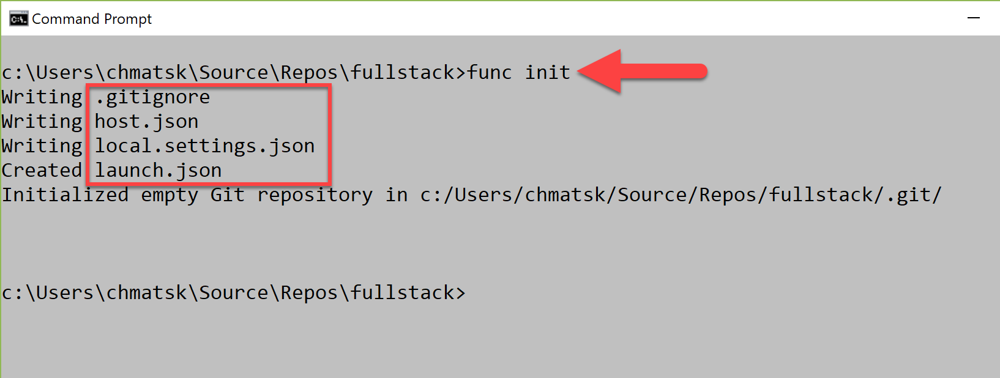 Command Prompt
c:\Users\chmatsk\Source\Repos\fullstack>func init
Writing .gitignore
Writing host.json
Writing local.settings.json
Created launch.json
Initialized empty Git repository in c:/Users/chmatsk/Source/Repos/fullstack/.git/
c:\Users\chmatsk\Source\Repos\fullstack>